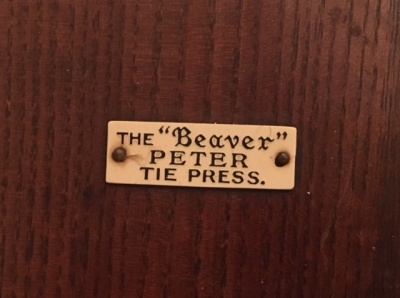 THE "Beaver"
PETER
TIE PRESS.